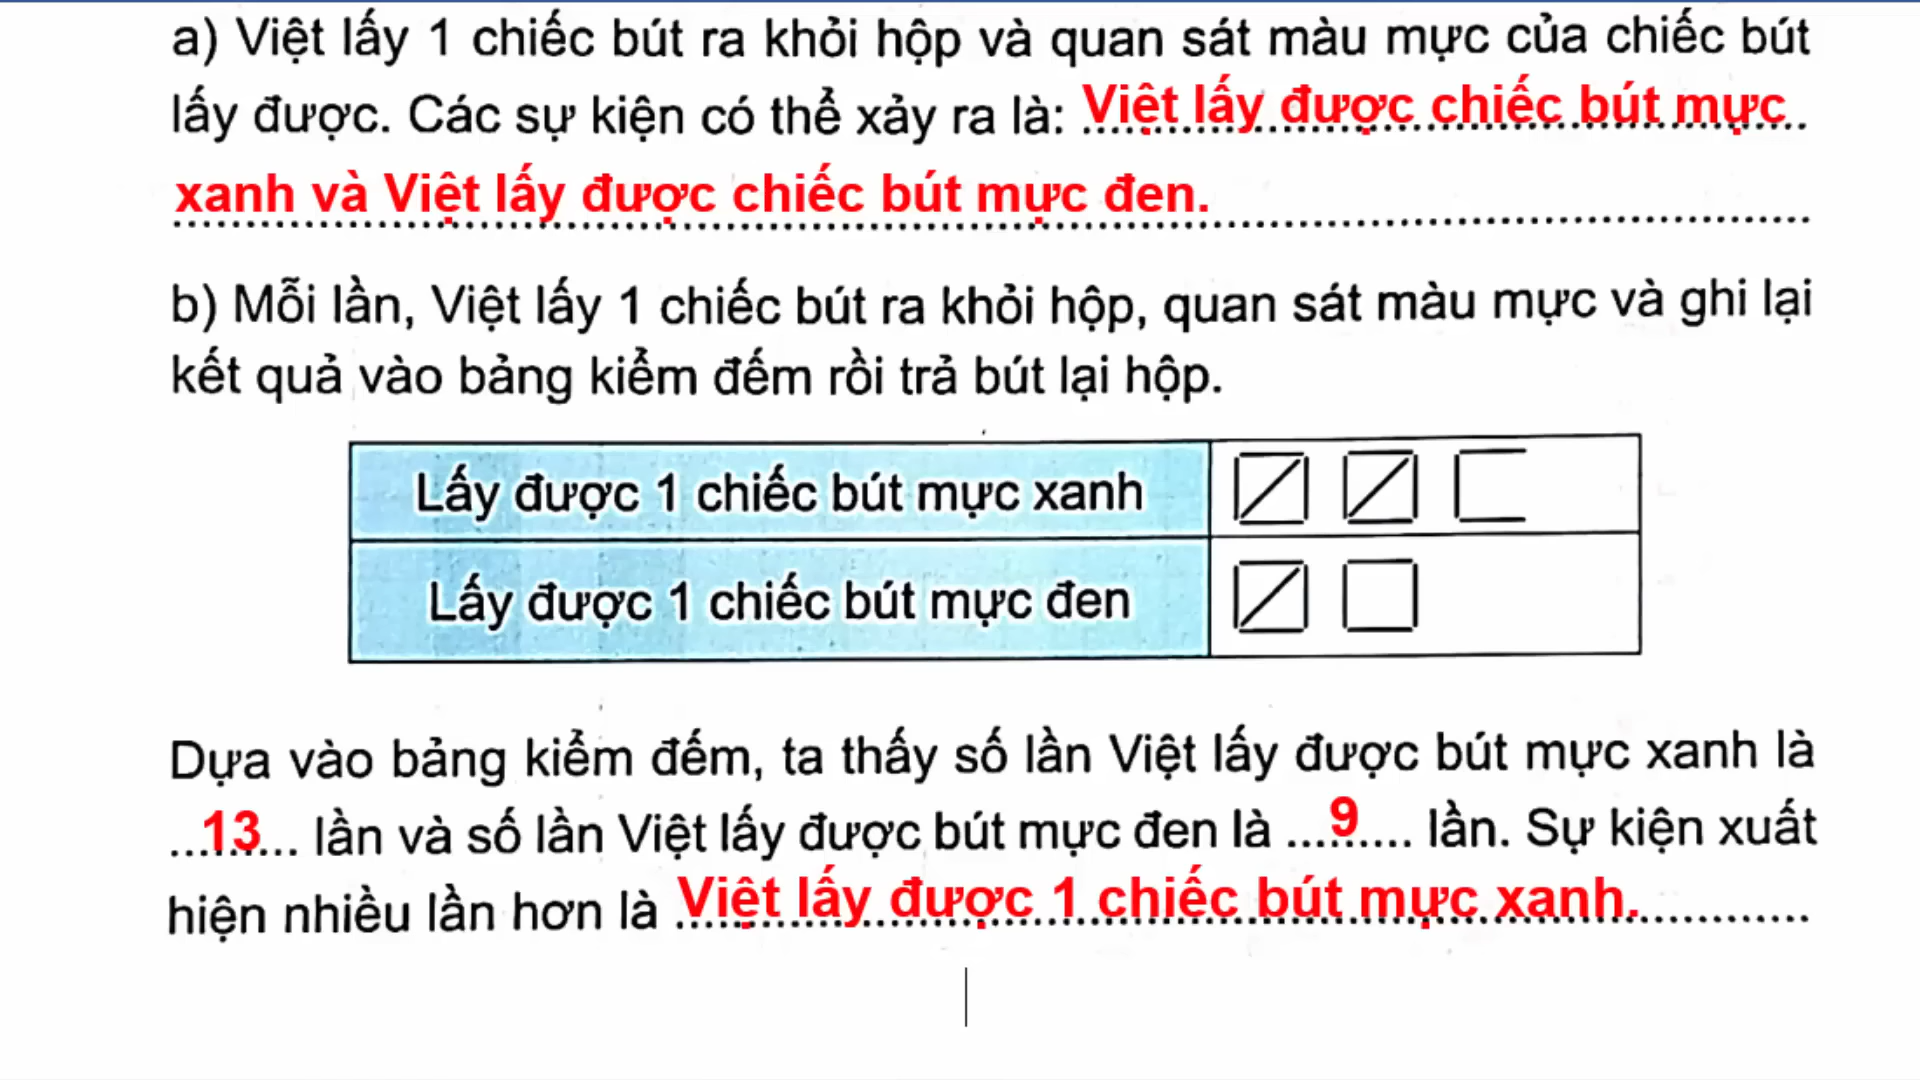 a) Việt lấy 1 chiếc bút ra khỏi hộp và quan sát màu mực của chiếc bút
lấy được. Các sự kiện có thể xảy ra là: Việt lấy được chiếc bút mực
xanh và Việt lấy được chiếc bút mực đen.
b) Mỗi lần, Việt lấy 1 chiếc bút ra khỏi hộp, quan sát màu mực và ghi lại
kết quả vào bảng kiểm đếm rồi trả bút lại hộp.
Lấy được 1 chiếc bút mực xanh
Lấy được 1 chiếc bút mực đen
Dựa vào bảng kiểm đếm, ta thấy số lần Việt lấy được bút mực xanh là
...13... lần và số lần Việt lấy được bút mực đen là ...9.... lần. Sự kiện xuất
hiện nhiều lần hơn là Việt lấy được 1 chiếc bút mực xanh.